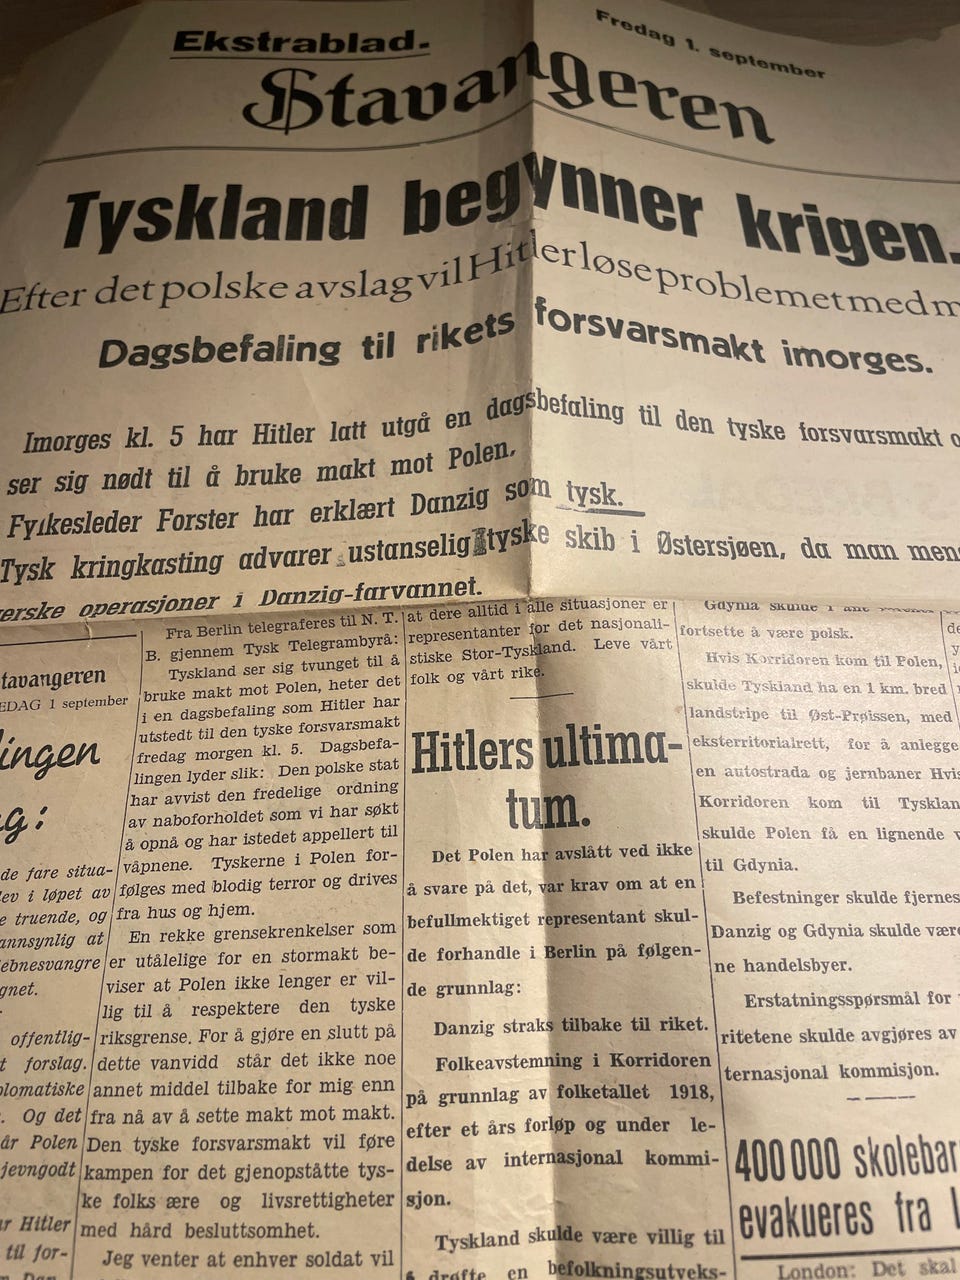 Ekstrablad.
Fredag 1. september
Stavangeren
Tyskland begynner krigen.
Efter det polske avslag vil Hitler løse problemet med m
Dagsbefaling til rikets forsvarsmakt imorges.
Imorges kl. 5 har Hitler latt utgå en dagsbefaling til den tyske forsvarsmakt o
ser sig nødt til å bruke makt mot Polen.
Fylkesleder Forster har erklært Danzig som tysk.
Tysk kringkasting advarer ustanselig tyske skib i Østersjøen, da man mene
erske operasjoner i Danzig-farvannet.
tavangeren
EDAG 1 september
lingen
g:
de fare situa-
lev i løpet av
e truende, og
annsynlig at
ebnesvangre
gnet.
offentlig-
t forslag.
plomatiske
. Og det
år Polen
jevngodt
r Hitler
til for-
Fra Berlin telegraferes til N. T.
B. gjennem Tysk Telegrambyrå:
Tyskland ser sig tvunget til å
bruke makt mot Polen, heter det
i en dagsbefaling som Hitler har
utstedt til den tyske forsvarsmakt
fredag morgen kl. 5. Dagsbefa-
lingen lyder slik: Den polske stat
har avvist den fredelige ordning
av naboforholdet som vi har søkt
å opnå og har istedet appellert til
våpnene. Tyskerne i Polen for-
følges med blodig terror og drives
fra hus og hjem.
En rekke grensekrenkelser som
er utålelige for en stormakt be-
viser at Polen ikke lenger er vil-
lig til å respektere den tyske
riksgrense. For å gjøre en slutt på
dette vanvidd står det ikke noe
annet middel tilbake for mig enn
fra nå av å sette makt mot makt.
Den tyske forsvarsmakt vil føre
kampen for det gjenopståtte tys-
ke folks ære og livsrettigheter
med hård besluttsomhet.
Jeg venter at enhver soldat vil
at dere alltid i alle situasjoner er
representanter for det nasjonali-
stiske Stor-Tyskland. Leve vårt
folk og vårt rike.
Hitlers ultima-
tum.
Det Polen har avslått ved ikke
å svare på det, var krav om at en
befullmektiget representant skul-
de forhandle i Berlin på følgen-
de grunnlag:
Danzig straks tilbake til riket.
Folkeavstemning i Korridoren
på grunnlag av folketallet 1918,
efter et års forløp og under le-
delse av internasjonal kommi-
sjon.
Tyskland skulde være villig til
å drøfte en befolkningsutveks-
Gdynia skulde i
fortsette å være polsk.
Hvis Korridoren kom til Polen,
skulde Tyskland ha en 1 km. bred
landstripe til Øst-Prøissen, med
eksterritorialrett, for å anlegge
en autostrada og jernbaner Hvis
Korridoren kom til Tysklan
skulde Polen få en lignende v
til Gdynia.
Befestninger skulde fjernes
Danzig og Gdynia skulde være
ne handelsbyer.
Erstatningsspørsmål for
ritetene skulde avgjøres av
ternasjonal kommisjon.
400 000 skolebar
evakueres fra L
London: Det skal